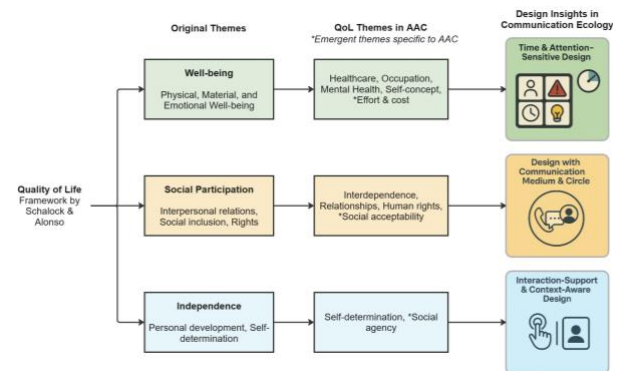 Original Themes
QoL Themes in AAC
*Emergent themes specific to AAC
Design Insights in
Communication Ecology
Well-being
Physical, Material, and
Emotional Well-being
Healthcare, Occupation,
Mental Health, Self-concept,
*Effort & cost
Time & Attention-
Sensitive Design
Quality of Life
Framework by
Schalock &
Alonso
Social Participation
Interpersonal relations,
Social inclusion, Rights
Interdependence,
Relationships, Human rights,
*Social acceptability
Design with
Communication
Medium & Circle
Independence
Personal development, Self-
determination
Self-determination, *Social
agency
Interaction-Support
& Context-Aware
Design